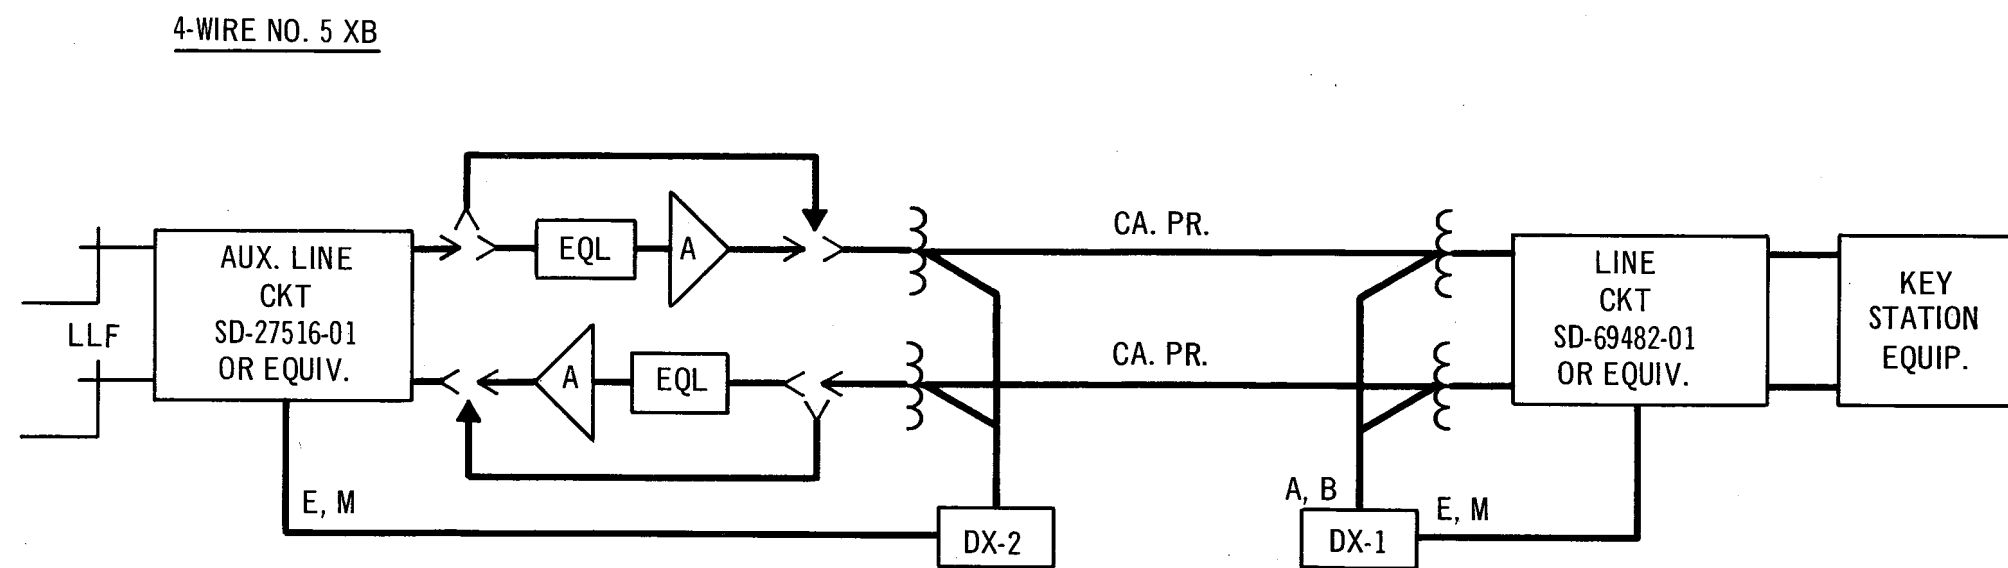 4-WIRE NO. 5 XB
LLF
AUX. LINE
CKT
SD-27516-01
OR EQUIV.
EQL
A
A
EQL
CA. PR.
CA. PR.
LINE
CKT
SD-69482-01
OR EQUIV.
KEY
STATION
EQUIP.
E, M
DX-2
A, B
DX-1
E, M